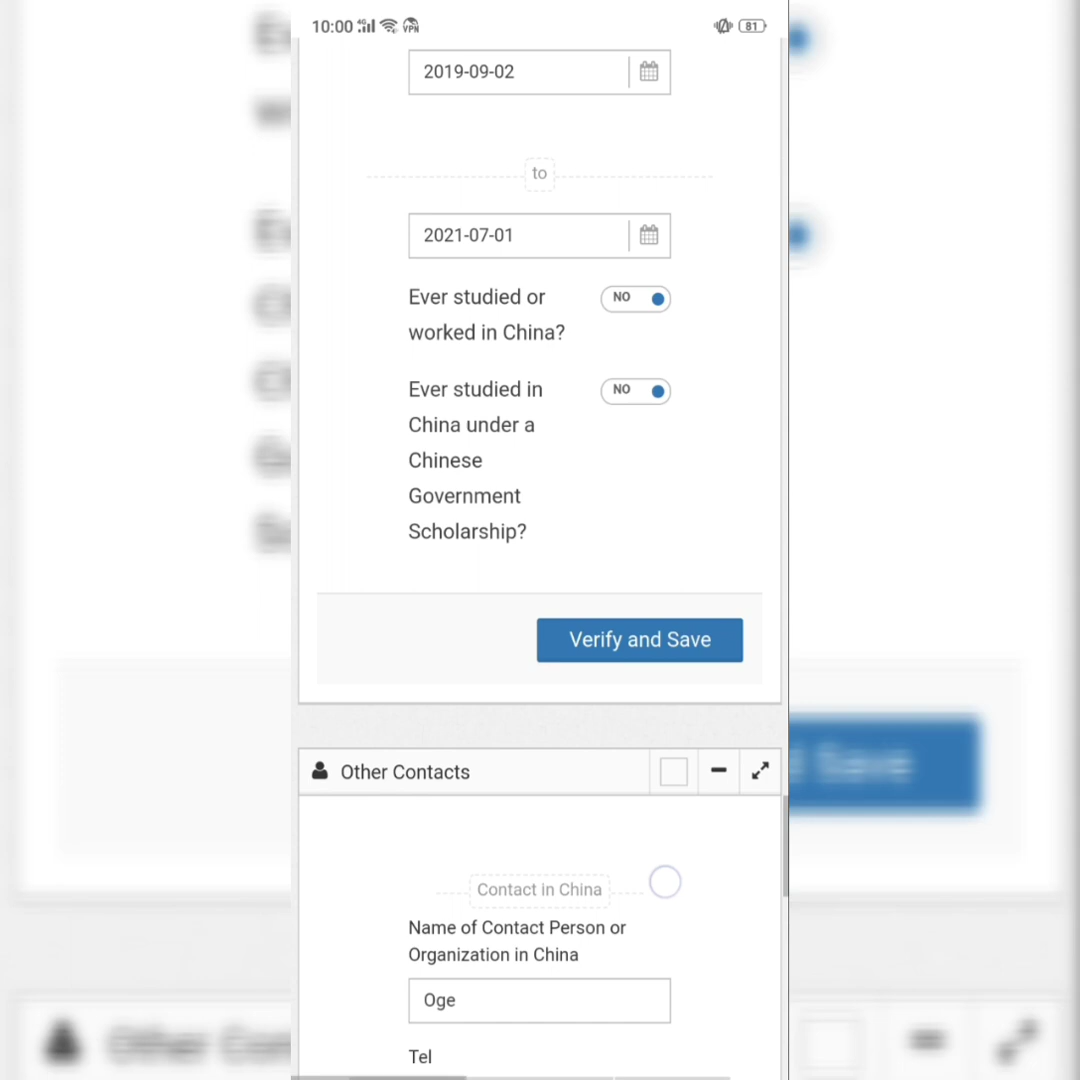 10:00 4G VPN 81
2019-09-02
to
2021-07-01
Ever studied or
worked in China?
NO
Ever studied in
China under a
Chinese
Government
Scholarship?
NO
Verify and Save
Other Contacts
Contact in China
Name of Contact Person or
Organization in China
Oge
Tel